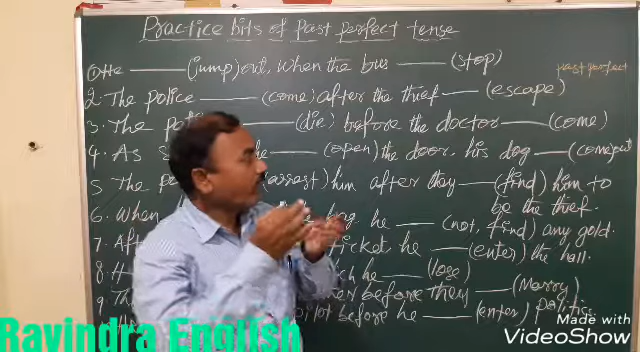 Practice bits of past perfect tense
past perfect
1. He ——— (jump) out, when the bus ——— (stop)
2. The police ——— (come) after the thief ——— (escape)
3. The ——— (die) before the doctor ——— (come)
4. As ——— (open) the door, his dog ——— (come out)
5 The (arrest) him after they ——— (find) him to be the thief.
6. When he ——— (not, find) any gold.
7. ticket, he ——— (enter) the hall.
8. he ——— (lose)
9. before they ——— (Marry)
pilot before he ——— (enter) politics.
Ravindra English
Made with
VideoShow